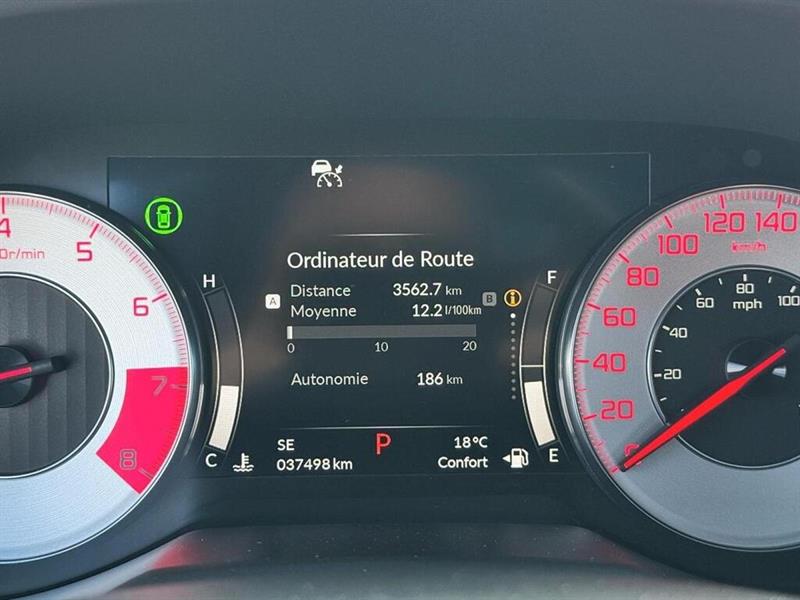 4
5
6
7
8
0r/min
H
C
Ordinateur de Route
A
Distance 3562.7 km
B
Moyenne 12.2 l/100km
0 10 20
Autonomie 186 km
SE
P
18°C
037498 km
Confort
F
E
0
20
40
60
80
100
120
140
km/h
20
40
60
80
100
mph